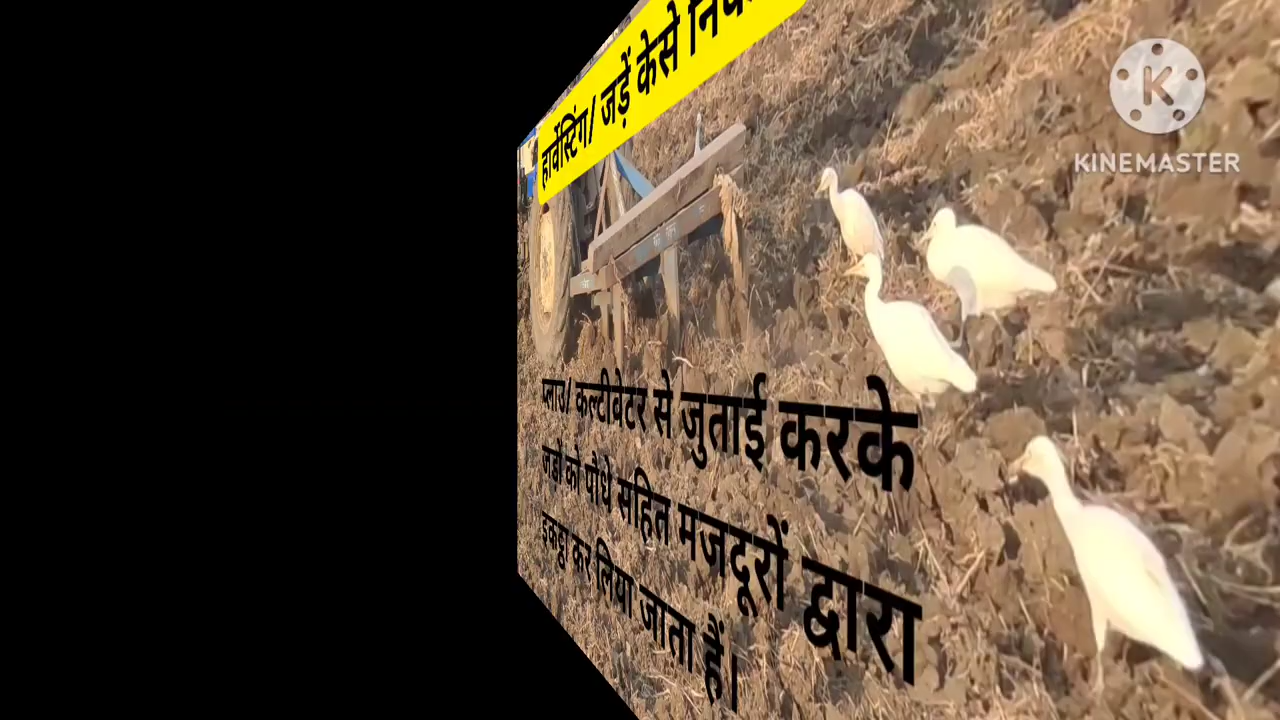 हार्वेस्टिंग/ जड़ें केसे
KINEMASTER
प्लाउ/ कल्टीवेटर से जुताई करके
जड़ों को पौधे सहित मजदूरों द्वारा
इकट्ठा कर लिया जाता हैं।